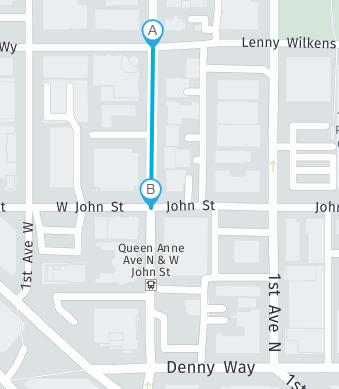 A
Wy
Lenny Wilkens
B
W John St
John St
t
John
1st Ave W
Queen Anne
Ave N & W
John St
1st Ave N
Denny Way
1st